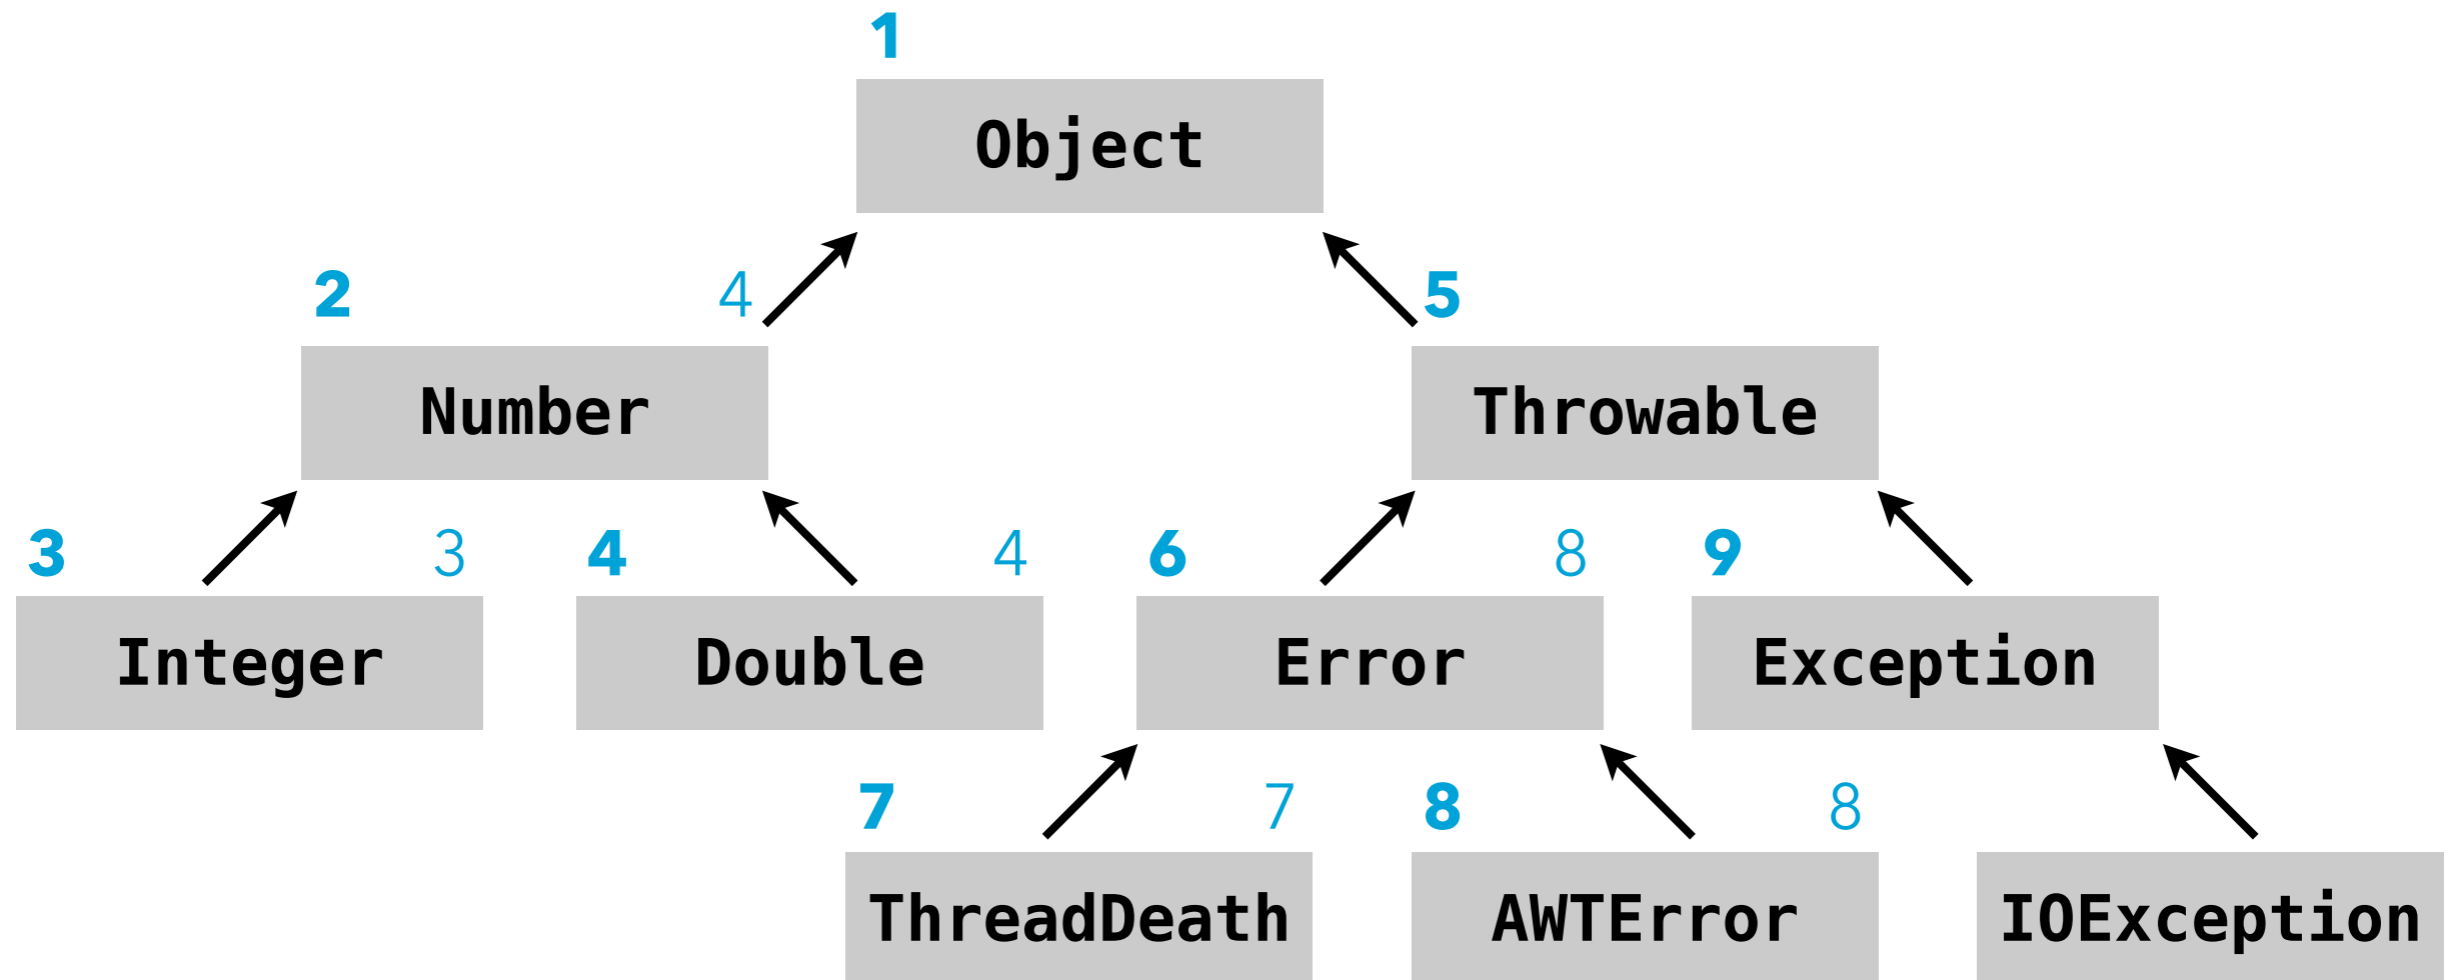 1
Object
2 4 5
Number Throwable
3 3 4 4 6 8 9
Integer Double Error Exception
7 7 8 8
ThreadDeath AWTError IOException